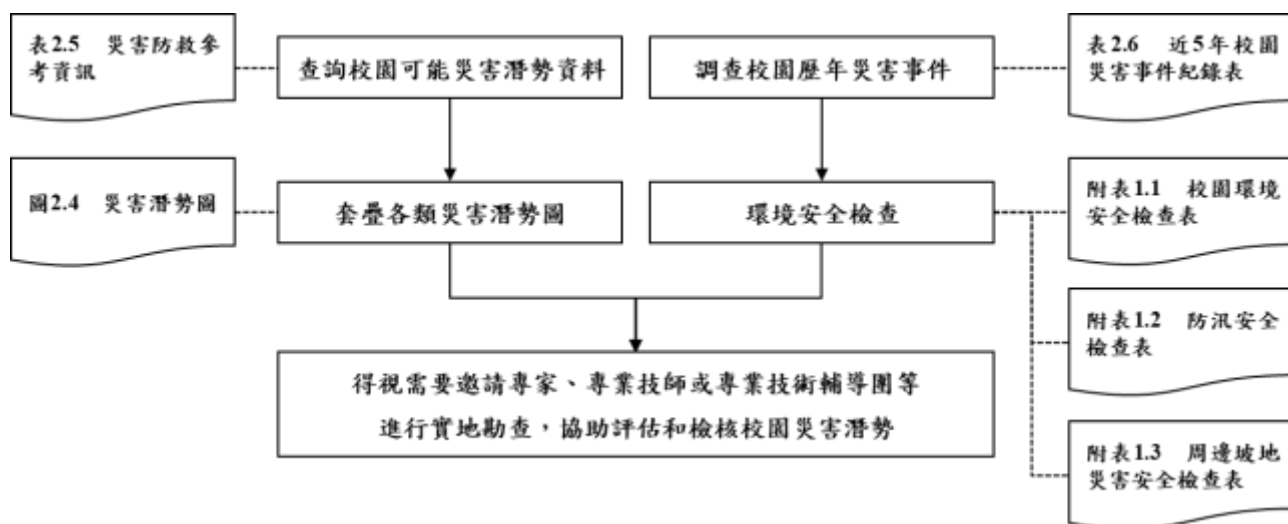 表2.5 災害防救參
考資訊
查詢校園可能災害潛勢資料
調查校園歷年災害事件
表2.6 近5年校園
災害事件紀錄表
圖2.4 災害潛勢圖
套疊各類災害潛勢圖
環境安全檢查
附表1.1 校園環境
安全檢查表
附表1.2 防汛安全
檢查表
得視需要邀請專家、專業技師或專業技術輔導團等
進行實地勘查，協助評估和檢核校園災害潛勢
附表1.3 周邊坡地
災害安全檢查表